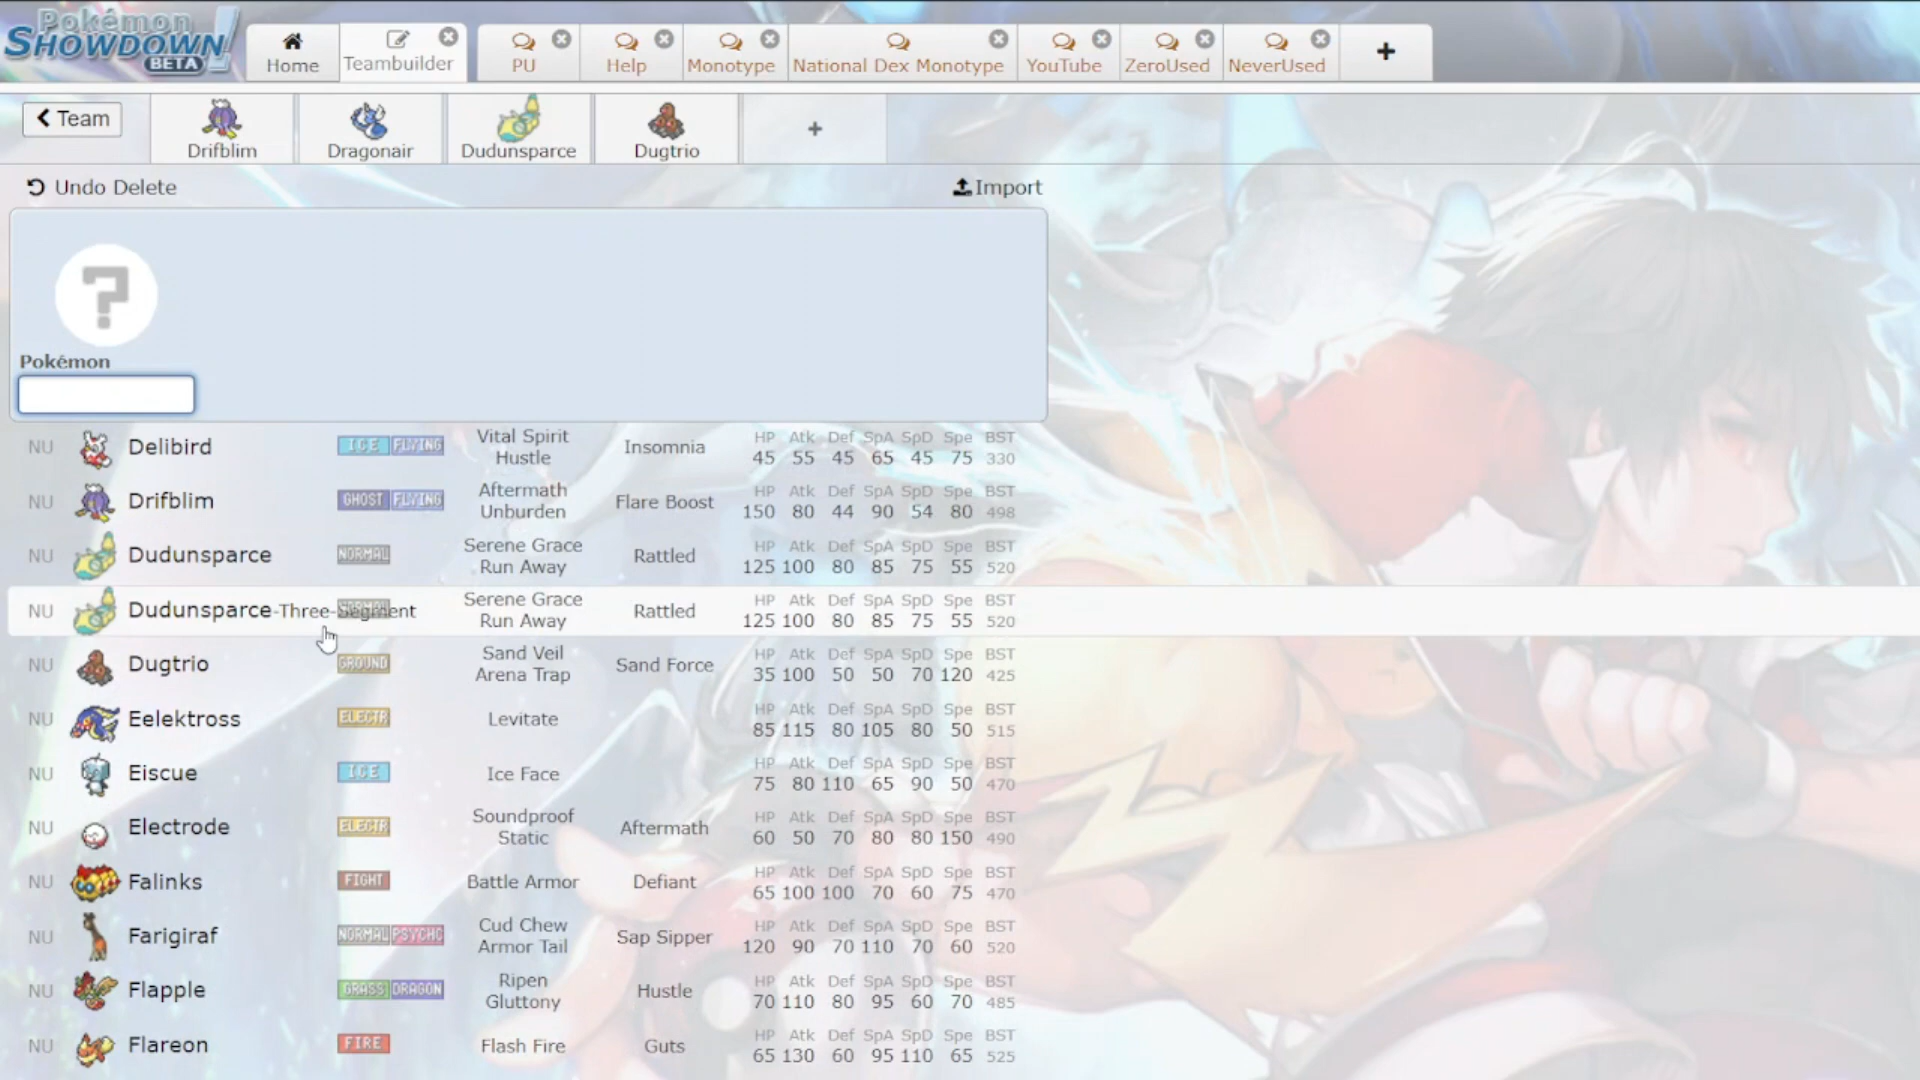 Pokémon
SHOWDOWN!
BETA
Home
Teambuilder
PU
Help
Monotype
National Dex Monotype
YouTube
ZeroUsed
NeverUsed
+
Team
Drifblim
Dragonair
Dudunsparce
Dugtrio
+
Undo Delete
Import
?
Pokémon
NU Delibird ICE FLYING Vital Spirit Hustle Insomnia HP 45 Atk 55 Def 45 SpA 65 SpD 45 Spe 75 BST 330
NU Drifblim GHOST FLYING Aftermath Unburden Flare Boost HP 150 Atk 80 Def 44 SpA 90 SpD 54 Spe 80 BST 498
NU Dudunsparce NORMAL Serene Grace Run Away Rattled HP 125 Atk 100 Def 80 SpA 85 SpD 75 Spe 55 BST 520
NU Dudunsparce-Three-Segment NORMAL Serene Grace Run Away Rattled HP 125 Atk 100 Def 80 SpA 85 SpD 75 Spe 55 BST 520
NU Dugtrio GROUND Sand Veil Arena Trap Sand Force HP 35 Atk 100 Def 50 SpA 50 SpD 70 Spe 120 BST 425
NU Eelektross ELECTR Levitate HP 85 Atk 115 Def 80 SpA 105 SpD 80 Spe 50 BST 515
NU Eiscue ICE Ice Face HP 75 Atk 80 Def 110 SpA 65 SpD 90 Spe 50 BST 470
NU Electrode ELECTR Soundproof Static Aftermath HP 60 Atk 50 Def 70 SpA 80 SpD 80 Spe 150 BST 490
NU Falinks FIGHT Battle Armor Defiant HP 65 Atk 100 Def 100 SpA 70 SpD 60 Spe 75 BST 470
NU Farigiraf NORMAL PSYCHC Cud Chew Armor Tail Sap Sipper HP 120 Atk 90 Def 70 SpA 110 SpD 70 Spe 60 BST 520
NU Flapple GRASS DRAGON Ripen Gluttony Hustle HP 70 Atk 110 Def 80 SpA 95 SpD 60 Spe 70 BST 485
NU Flareon FIRE Flash Fire Guts HP 65 Atk 130 Def 60 SpA 95 SpD 110 Spe 65 BST 525